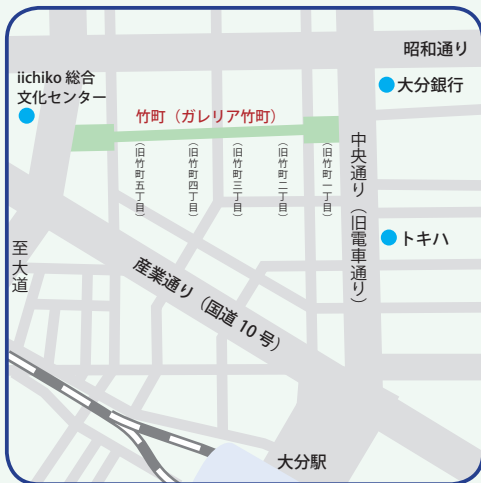 昭和通り
iichiko 総合
文化センター
大分銀行
竹町（ガレリア竹町）
（旧竹町五丁目）
（旧竹町四丁目）
（旧竹町三丁目）
（旧竹町二丁目）
（旧竹町一丁目）
中央通り（旧電車通り）
トキハ
至大道
産業通り（国道10号）
大分駅